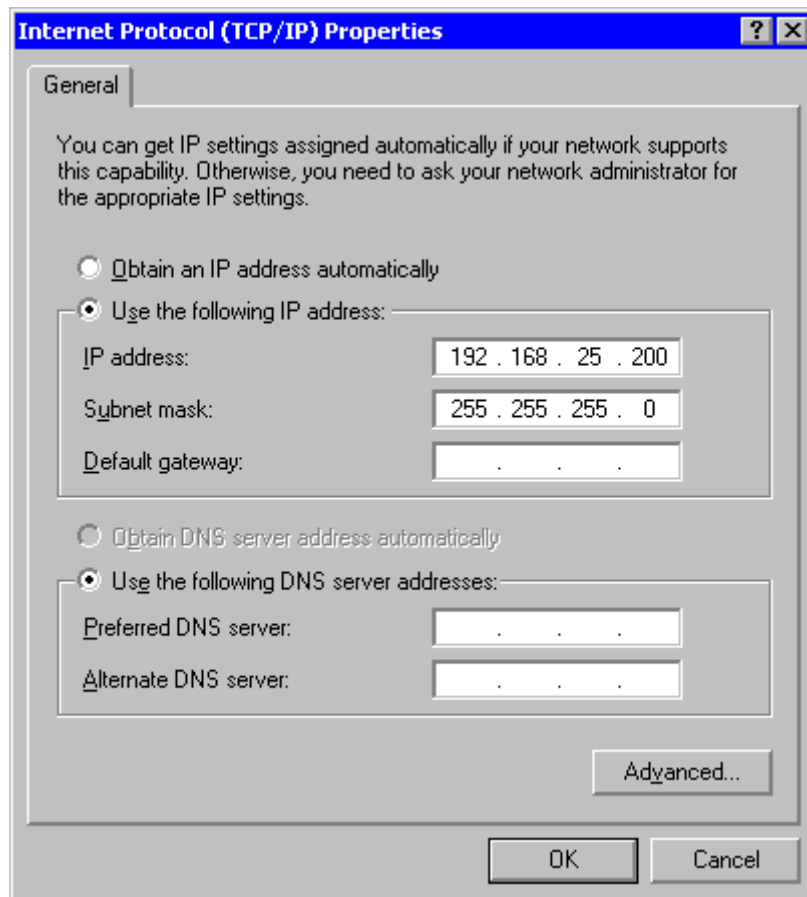 Internet Protocol (TCP/IP) Properties
General
You can get IP settings assigned automatically if your network supports
this capability. Otherwise, you need to ask your network administrator for
the appropriate IP settings.
Obtain an IP address automatically
Use the following IP address:
IP address: 192 . 168 . 25 . 200
Subnet mask: 255 . 255 . 255 . 0
Default gateway: . . .
Obtain DNS server address automatically
Use the following DNS server addresses:
Preferred DNS server: . . .
Alternate DNS server: . . .
Advanced...
OK Cancel